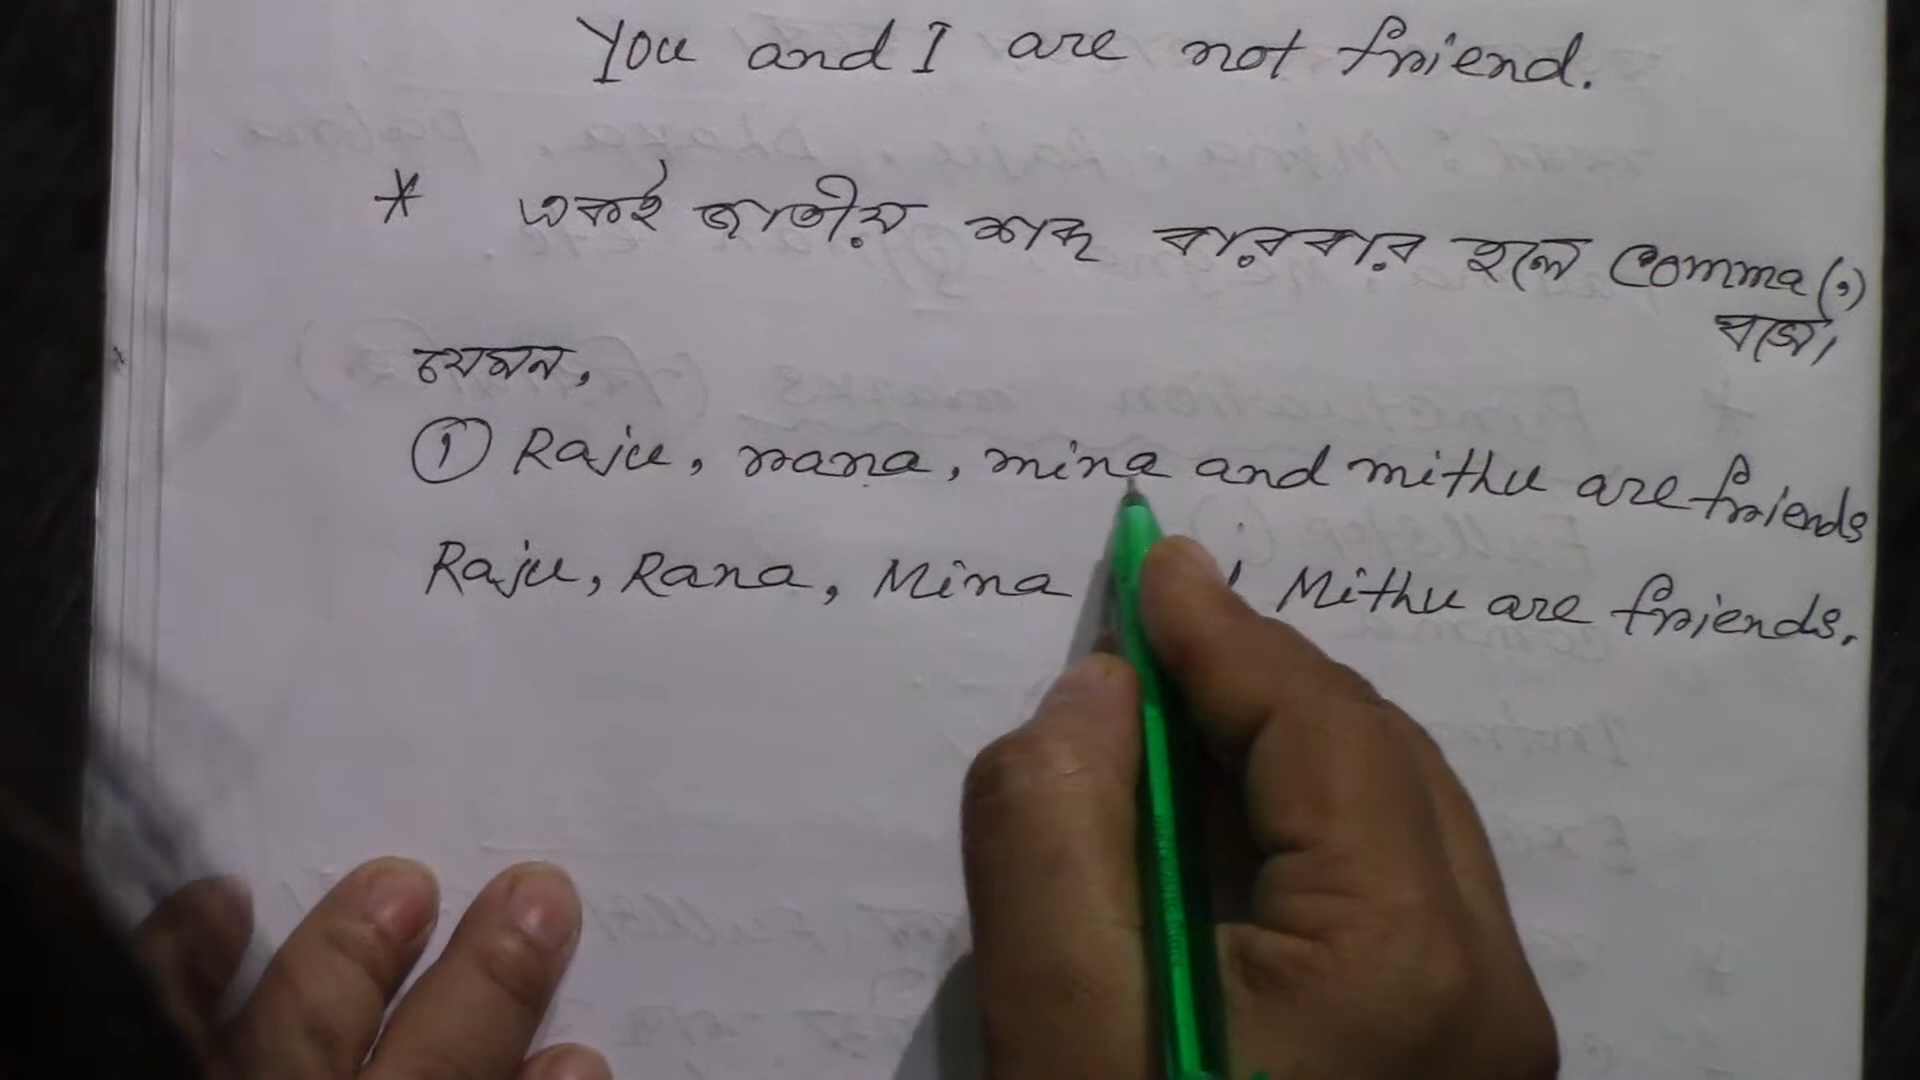 You and I are not friend.
* একই জাতীয় শব্দ বারবার হলে comma (,)
বসে।
যেমন,
① Raju, rana, mina and mithu are friends
Raju, Rana, Mina Mithu are friends.